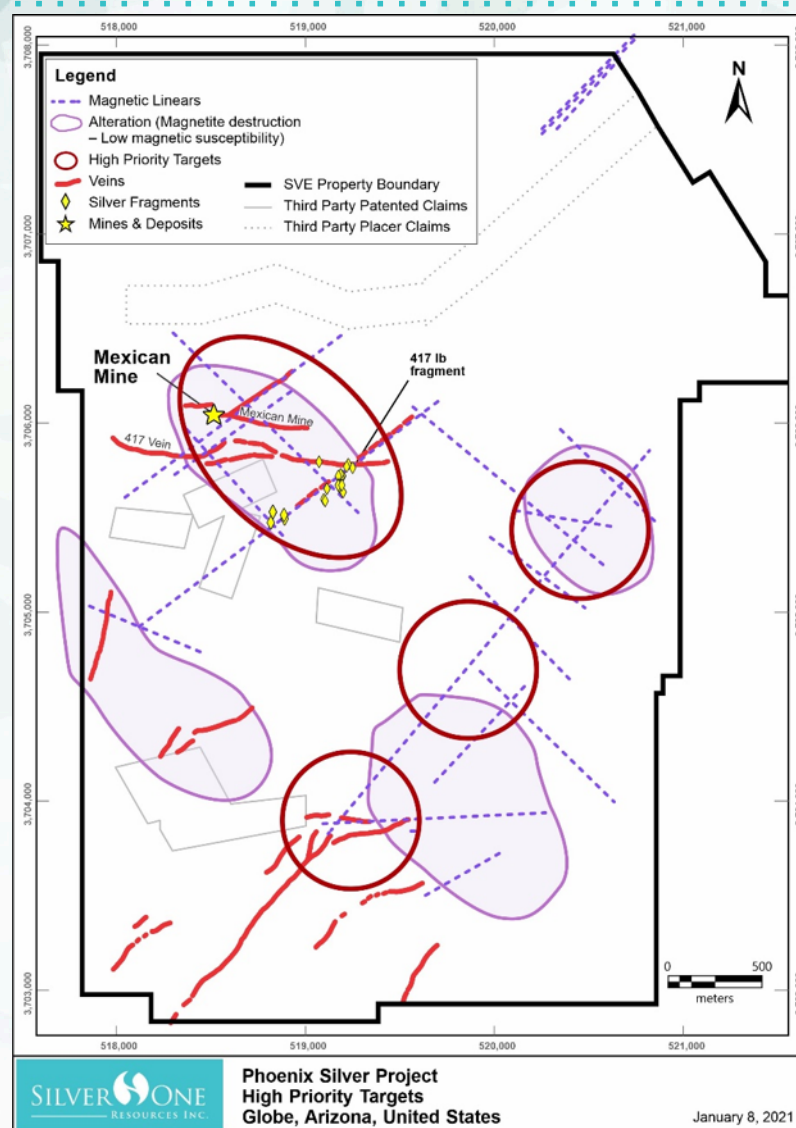 518,000 519,000 520,000 521,000
3,708,000
N
Legend
Magnetic Linears
Alteration (Magnetite destruction
– Low magnetic susceptibility)
High Priority Targets
Veins
Silver Fragments
Mines & Deposits
SVE Property Boundary
Third Party Patented Claims
Third Party Placer Claims
3,707,000
Mexican
Mine
417 lb
fragment
Mexican Mine
417 Vein
3,706,000
3,705,000
3,704,000
3,703,000
0 500
meters
518,000 519,000 520,000 521,000
SILVER ONE
RESOURCES INC.
Phoenix Silver Project
High Priority Targets
Globe, Arizona, United States
January 8, 2021